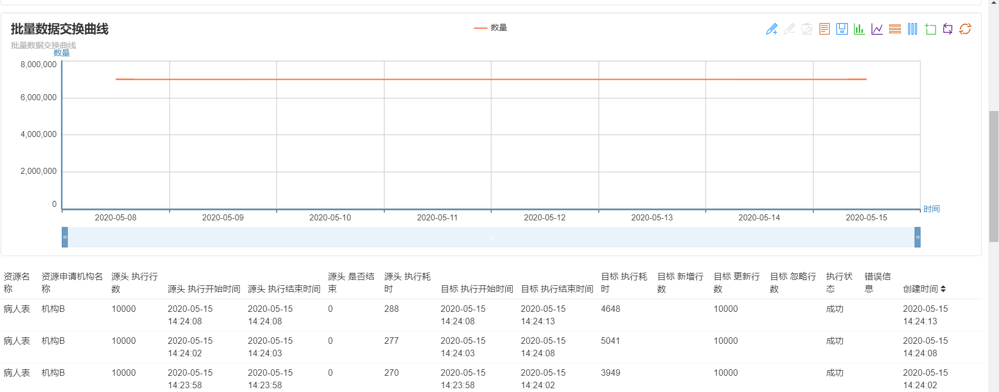 批量数据交换曲线
数量
批量数据交换曲线
数量
8,000,000
6,000,000
4,000,000
2,000,000
0
时间
2020-05-08 2020-05-09 2020-05-10 2020-05-11 2020-05-12 2020-05-13 2020-05-14 2020-05-15
资源名 资源申请机构名 源头 执行行 源头 是否结 源头 执行耗 目标 执行耗 目标 新增行 目标 更新行 目标 忽略行 执行状 错误信
称 称 数 源头 执行开始时间 源头 执行结束时间 束 时 目标 执行开始时间 目标 执行结束时间 时 数 数 数 态 息 创建时间
病人表 机构B 10000 2020-05-15 2020-05-15 0 288 2020-05-15 2020-05-15 4648 10000 成功 2020-05-15
14:24:08 14:24:08 14:24:08 14:24:13 14:24:13
病人表 机构B 10000 2020-05-15 2020-05-15 0 277 2020-05-15 2020-05-15 5041 10000 成功 2020-05-15
14:24:02 14:24:03 14:24:03 14:24:08 14:24:08
病人表 机构B 10000 2020-05-15 2020-05-15 0 270 2020-05-15 2020-05-15 3949 10000 成功 2020-05-15
14:23:58 14:23:58 14:23:58 14:24:02 14:24:02